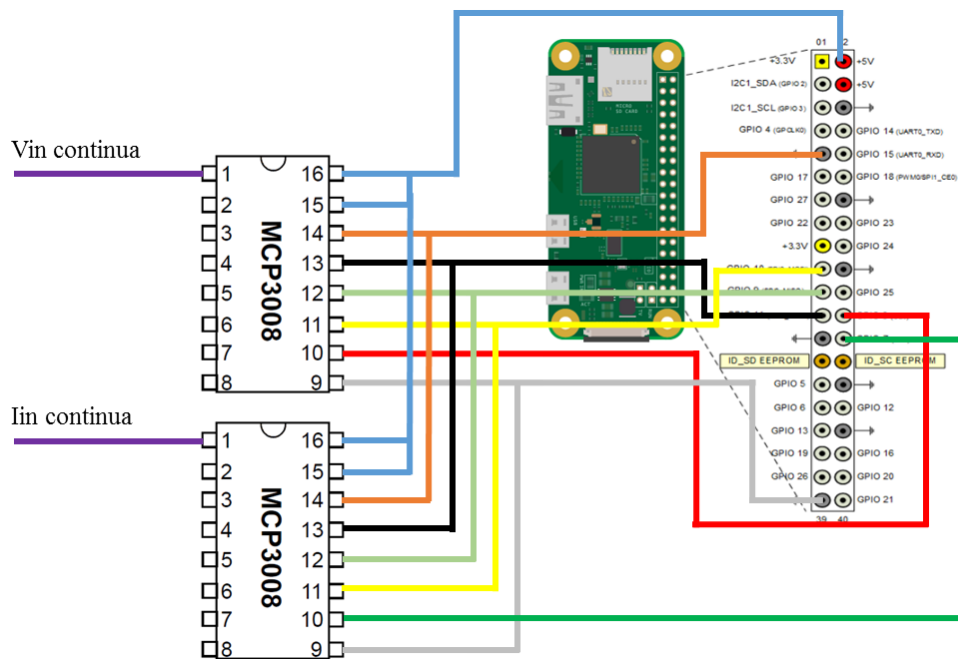 01 2
+3.3V +5V
I2C1_SDA (GPIO 2) +5V
I2C1_SCL (GPIO 3)
GPIO 4 (GPCLK0) GPIO 14 (UART0_TXD)
GPIO 15 (UART0_RXD)
GPIO 17 GPIO 18 (PWM0/SPI1_CE0)
GPIO 27
GPIO 22 GPIO 23
+3.3V GPIO 24
GPIO 25
ID_SD EEPROM ID_SC EEPROM
GPIO 5
GPIO 6 GPIO 12
GPIO 13
GPIO 19 GPIO 16
GPIO 26 GPIO 20
GPIO 21
39 40
MICRO
SD CARD
Vin continua
MCP3008
1 16
2 15
3 14
4 13
5 12
6 11
7 10
8 9
Iin continua
MCP3008
1 16
2 15
3 14
4 13
5 12
6 11
7 10
8 9